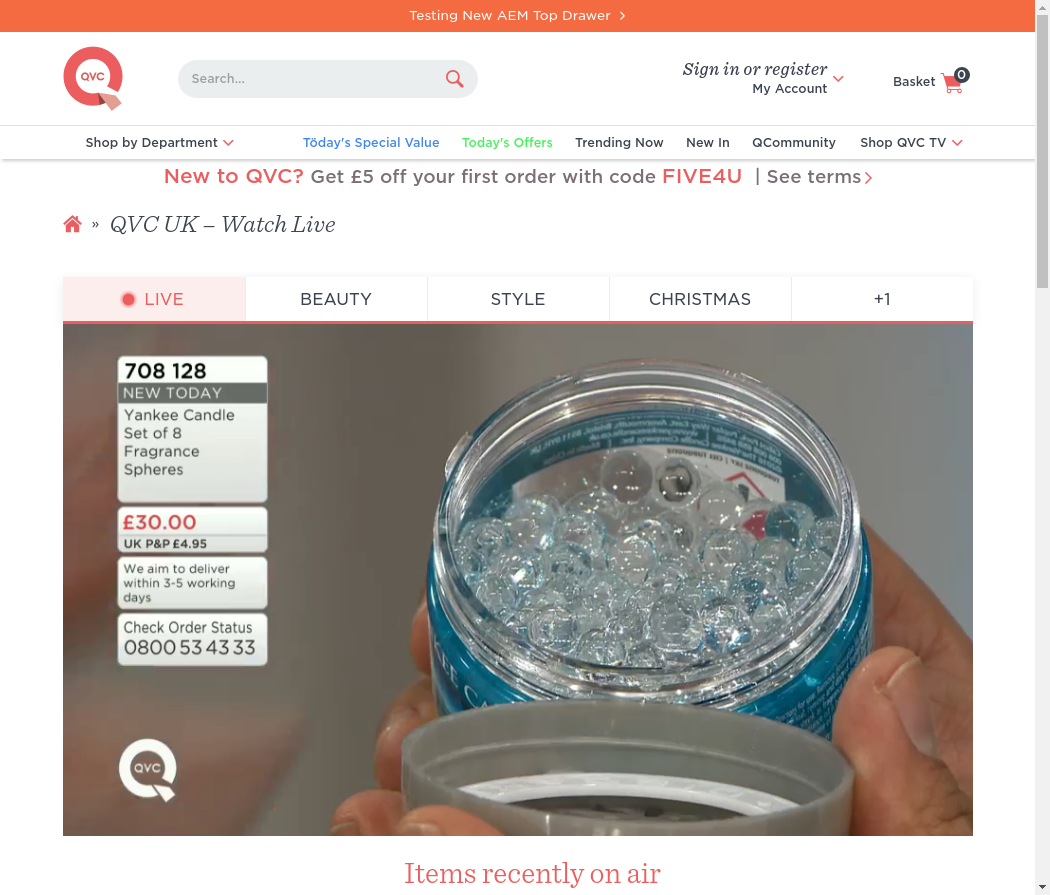 Testing New AEM Top Drawer
QVC
Search...
Sign in or register
My Account
Basket 0
Shop by Department
Töday's Special Value
Today's Offers
Trending Now
New In
QCommunity
Shop QVC TV
New to QVC? Get £5 off your first order with code FIVE4U | See terms
» QVC UK – Watch Live
LIVE
BEAUTY
STYLE
CHRISTMAS
+1
708 128
NEW TODAY
Yankee Candle
Set of 8
Fragrance
Spheres
£30.00
UK P&P £4.95
We aim to deliver
within 3-5 working
days
Check Order Status
0800 53 43 33
QVC
Items recently on air